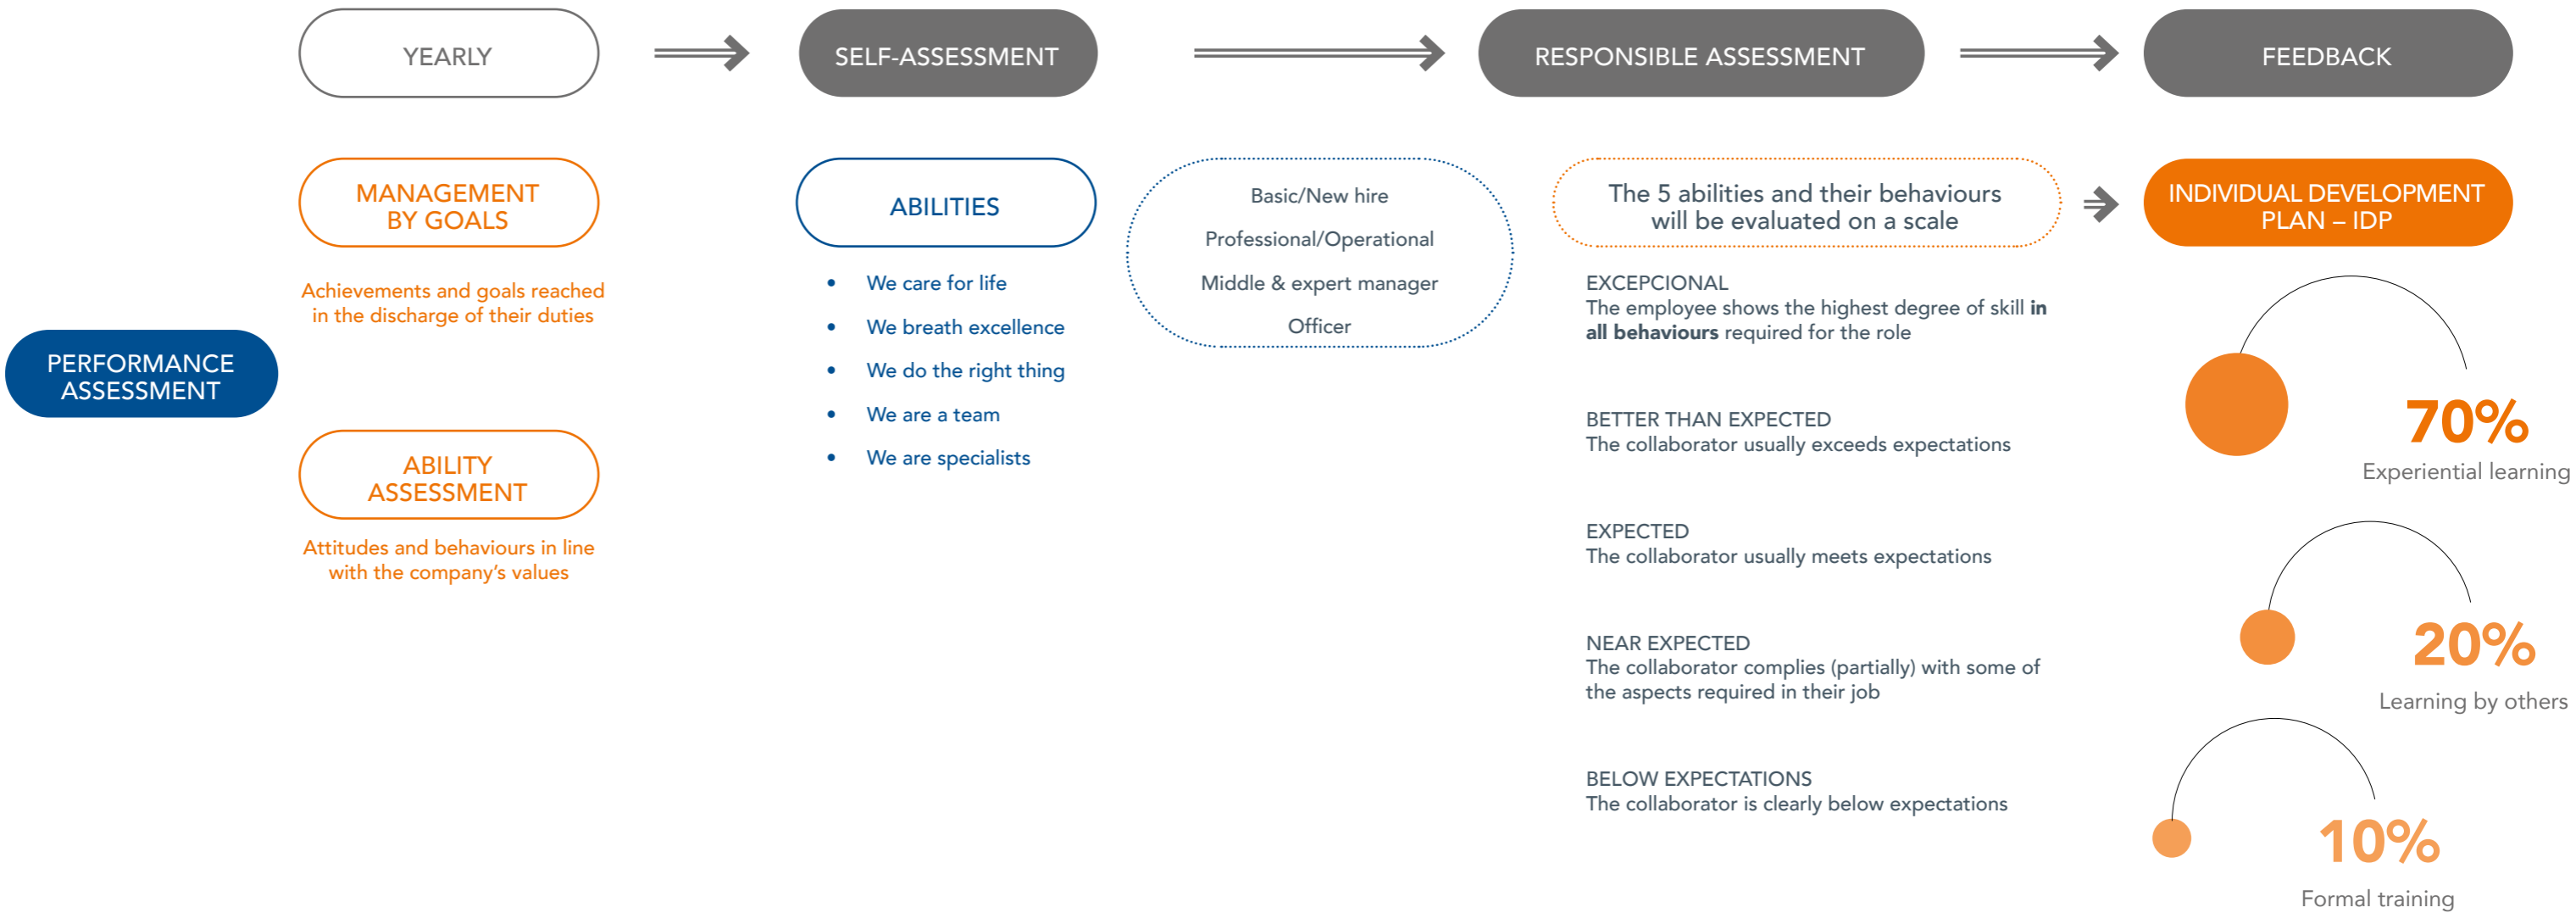 YEARLY
SELF-ASSESSMENT
RESPONSIBLE ASSESSMENT
FEEDBACK
PERFORMANCE
ASSESSMENT
MANAGEMENT
BY GOALS
Achievements and goals reached
in the discharge of their duties
ABILITY
ASSESSMENT
Attitudes and behaviours in line
with the company’s values
ABILITIES
• We care for life
• We breath excellence
• We do the right thing
• We are a team
• We are specialists
Basic/New hire
Professional/Operational
Middle & expert manager
Officer
The 5 abilities and their behaviours
will be evaluated on a scale
EXCEPCIONAL
The employee shows the highest degree of skill in
all behaviours required for the role
BETTER THAN EXPECTED
The collaborator usually exceeds expectations
EXPECTED
The collaborator usually meets expectations
NEAR EXPECTED
The collaborator complies (partially) with some of
the aspects required in their job
BELOW EXPECTATIONS
The collaborator is clearly below expectations
INDIVIDUAL DEVELOPMENT
PLAN – IDP
70%
Experiential learning
20%
Learning by others
10%
Formal training